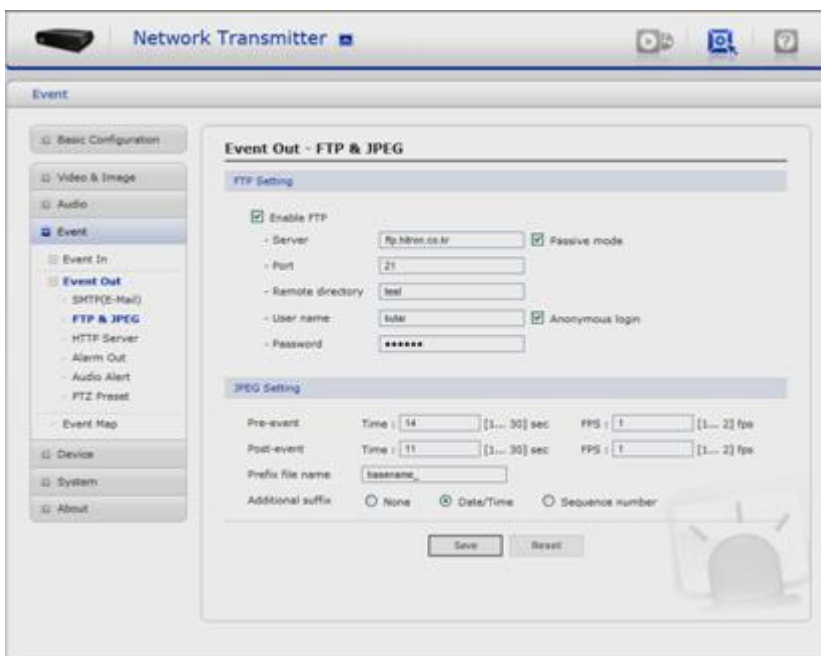 Network Transmitter
Event
Basic Configuration
Video & Image
Audio
Event
Event In
Event Out
SMTP(E-Mail)
FTP & JPEG
HTTP Server
Alarm Out
Audio Alert
PTZ Preset
Event Map
Device
System
About
Event Out - FTP & JPEG
FTP Setting
Enable FTP
- Server Passive mode
- Port 21
- Remote directory test
- User name Anonymous login
- Password ●●●●●●
JPEG Setting
Pre-event Time : 14 [1... 30] sec FPS : 1 [1... 2] fps
Post-event Time : 11 [1... 30] sec FPS : 1 [1... 2] fps
Prefix file name basename_
Additional suffix None Date/Time Sequence number
Save Reset